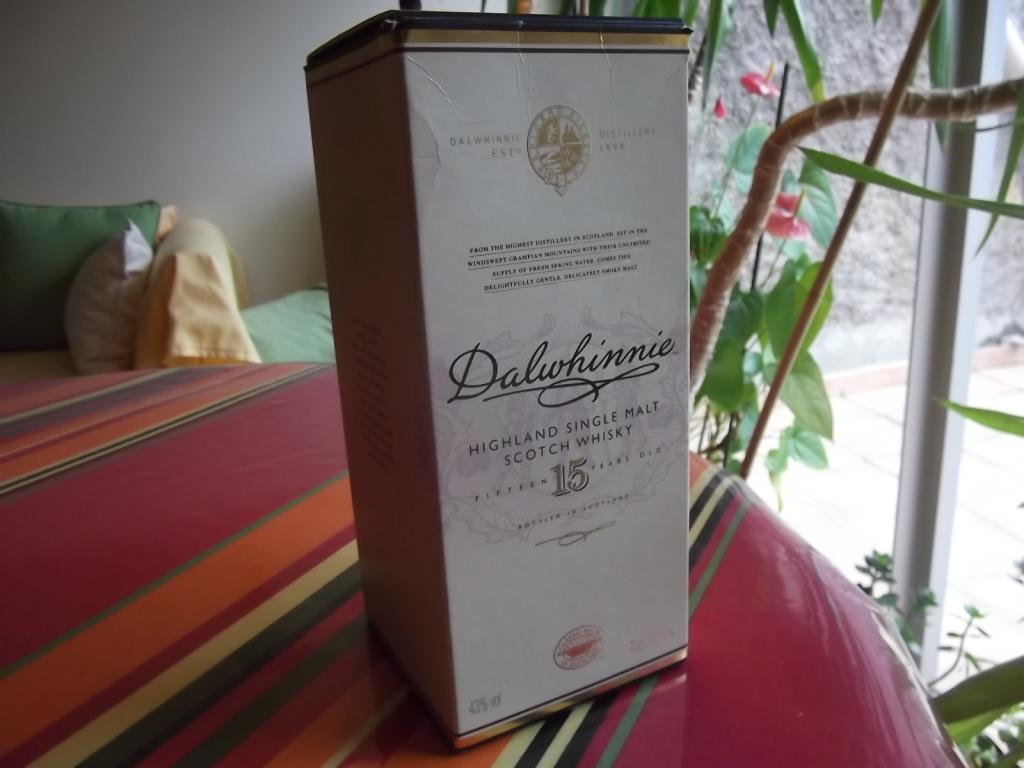 DALWHINNIE DISTILLERY
ESTD 1898
FROM THE HIGHEST DISTILLERY IN SCOTLAND, SET IN THE
WINDSWEPT GRAMPIAN MOUNTAINS WITH THEIR UNLIMITED
SUPPLY OF FRESH SPRING WATER, COMES THIS
DELIGHTFULLY GENTLE, DELICATELY SMOKY MALT
Dalwhinnie
HIGHLAND SINGLE MALT
SCOTCH WHISKY
FIFTEEN 15 YEARS OLD
BOTTLED IN SCOTLAND
43% vol